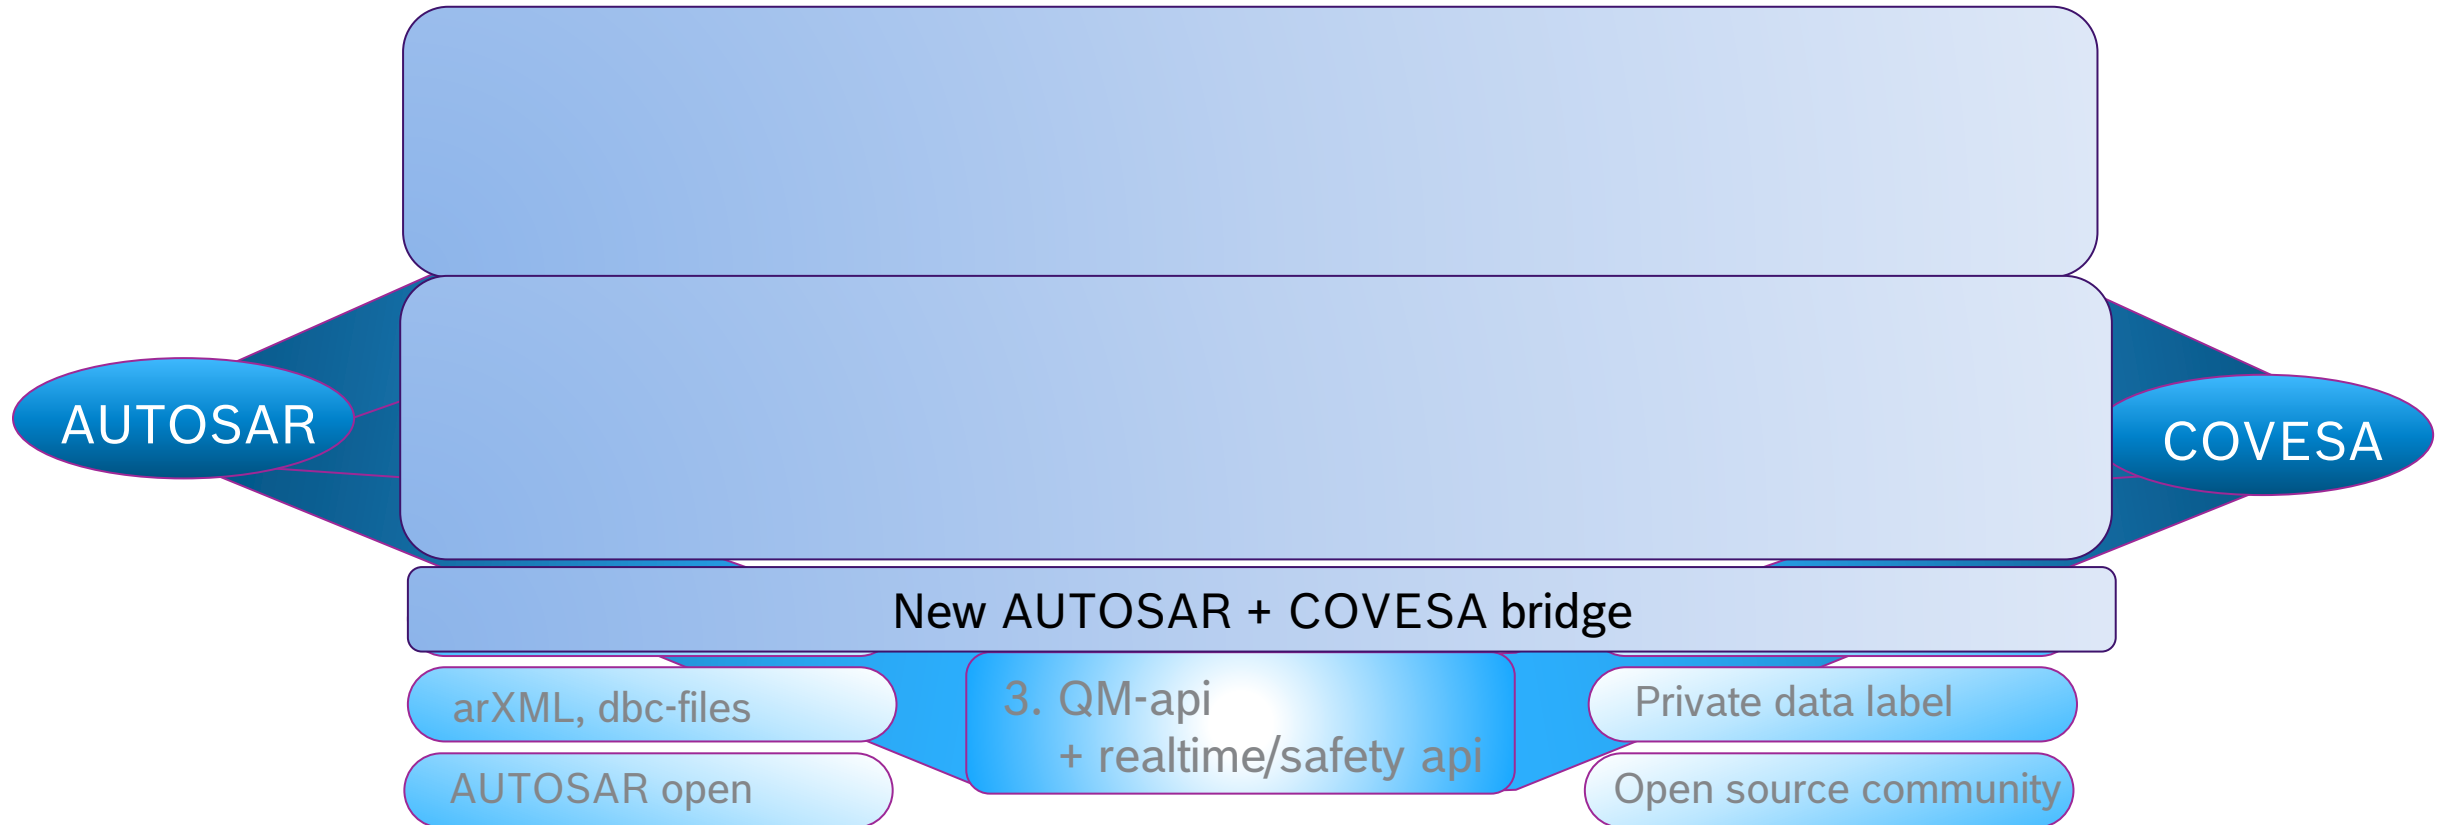 AUTOSAR
COVESA
New AUTOSAR + COVESA bridge
arXML, dbc-files
3. QM-api
+ realtime/safety api
Private data label
AUTOSAR open
Open source community